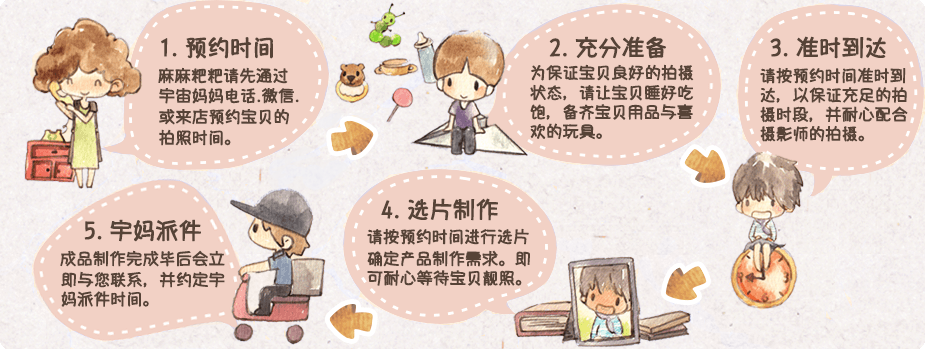 1. 预约时间
麻麻粑粑请先通过
宇宙妈妈电话.微信.
或来店预约宝贝的
拍照时间。
2. 充分准备
为保证宝贝良好的拍摄
状态，请让宝贝睡好吃
饱，备齐宝贝用品与喜
欢的玩具。
3. 准时到达
请按预约时间准时到
达，以保证充足的拍
摄时段，并耐心配合
摄影师的拍摄。
4. 选片制作
请按预约时间进行选片
确定产品制作需求。即
可耐心等待宝贝靓照。
5. 宇妈派件
成品制作完成毕后会立
即与您联系，并约定宇
妈派件时间。